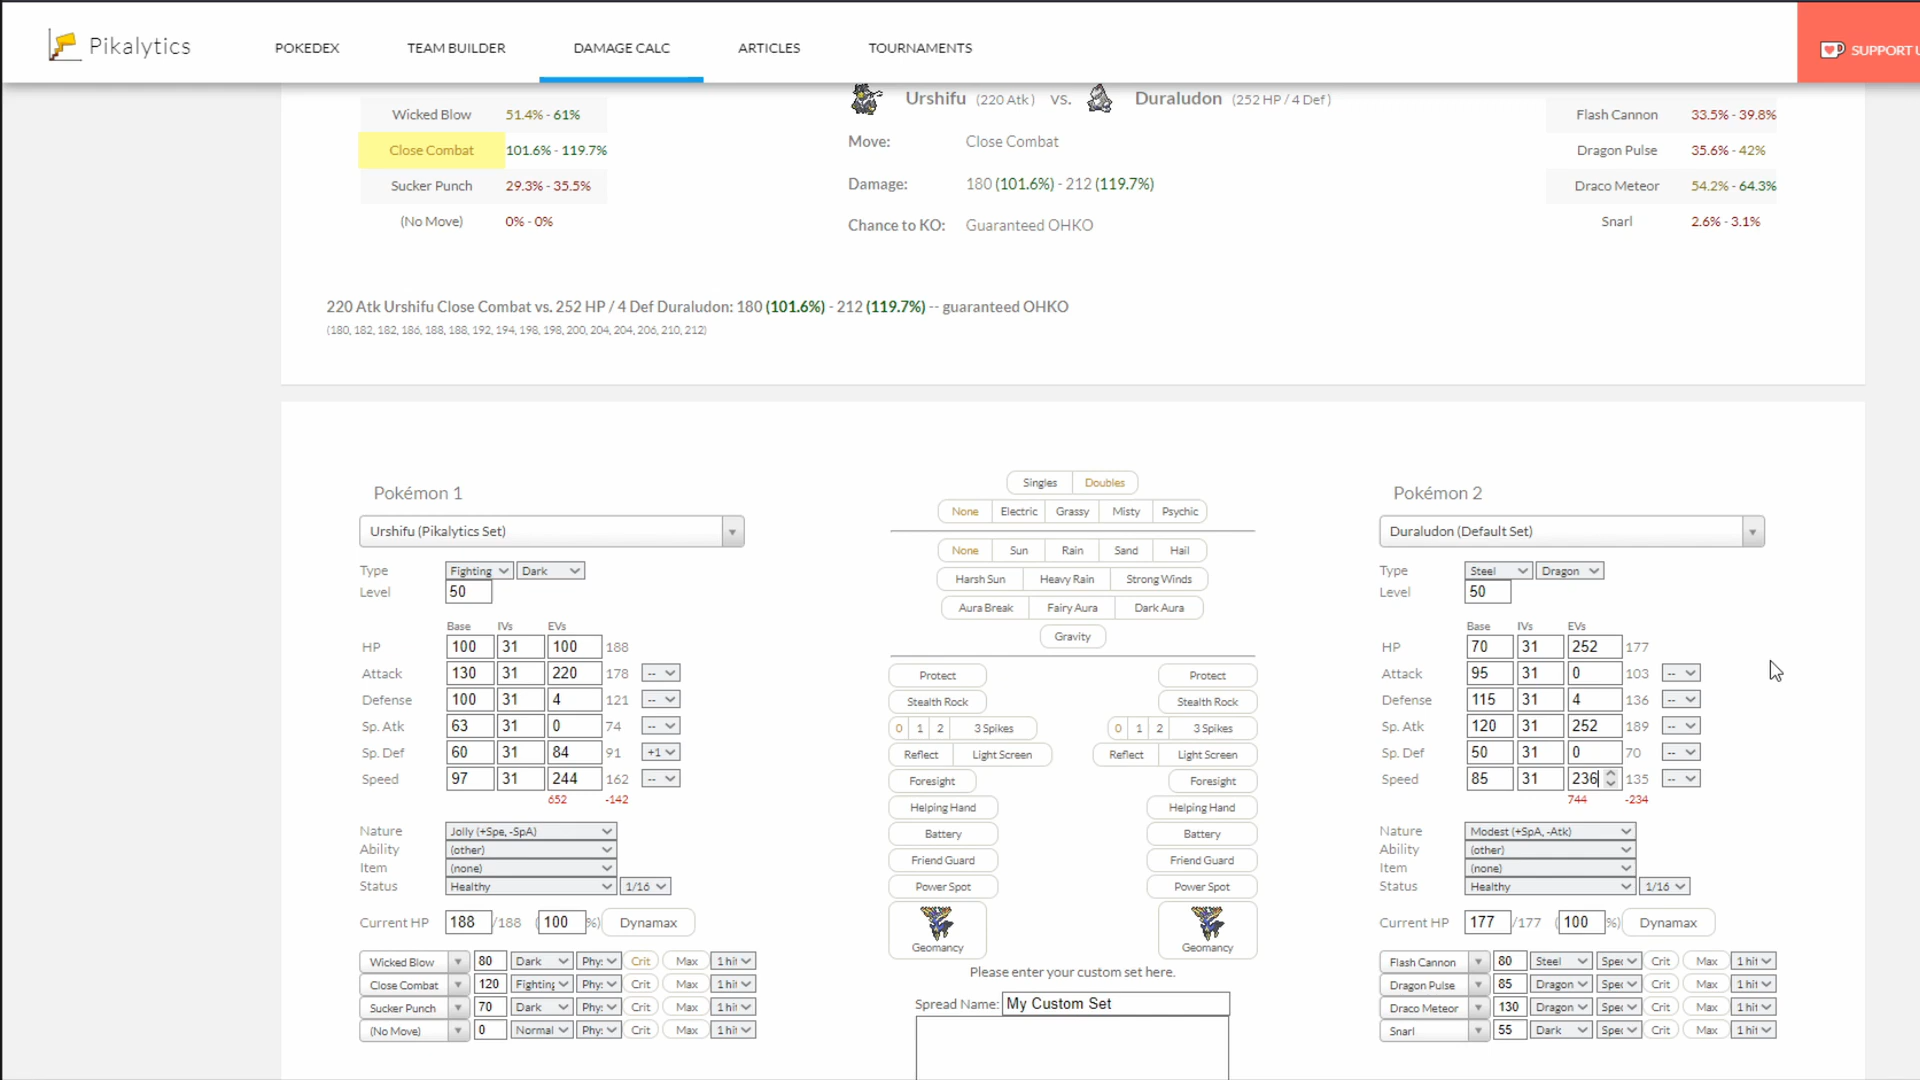 Pikalytics POKEDEX TEAM BUILDER DAMAGE CALC ARTICLES TOURNAMENTS SUPPORT U
Wicked Blow 51.4% - 61%
Close Combat 101.6% - 119.7%
Sucker Punch 29.3% - 35.5%
(No Move) 0% - 0%
Urshifu (220 Atk) VS. Duraludon (252 HP / 4 Def)
Move: Close Combat
Damage: 180 (101.6%) - 212 (119.7%)
Chance to KO: Guaranteed OHKO
Flash Cannon 33.5% - 39.8%
Dragon Pulse 35.6% - 42%
Draco Meteor 54.2% - 64.3%
Snarl 2.6% - 3.1%
220 Atk Urshifu Close Combat vs. 252 HP / 4 Def Duraludon: 180 (101.6%) - 212 (119.7%) -- guaranteed OHKO
(180, 182, 182, 186, 188, 188, 192, 194, 198, 198, 200, 204, 204, 206, 210, 212)
Pokémon 1
Urshifu (Pikalytics Set)
Type Fighting Dark
Level 50
Base IVs EVs
HP 100 31 100 188
Attack 130 31 220 178 --
Defense 100 31 4 121 --
Sp. Atk 63 31 0 74 --
Sp. Def 60 31 84 91 +1
Speed 97 31 244 162 --
652 -142
Nature Jolly (+Spe, -SpA)
Ability (other)
Item (none)
Status Healthy 1/16
Current HP 188 /188 (100 %) Dynamax
Wicked Blow 80 Dark Phy: Crit Max 1 hit
Close Combat 120 Fighting Phy: Crit Max 1 hit
Sucker Punch 70 Dark Phy: Crit Max 1 hit
(No Move) 0 Normal Phy: Crit Max 1 hit
Singles Doubles
None Electric Grassy Misty Psychic
None Sun Rain Sand Hail
Harsh Sun Heavy Rain Strong Winds
Aura Break Fairy Aura Dark Aura
Gravity
Protect Protect
Stealth Rock Stealth Rock
0 1 2 3 Spikes 0 1 2 3 Spikes
Reflect Light Screen Reflect Light Screen
Foresight Foresight
Helping Hand Helping Hand
Battery Battery
Friend Guard Friend Guard
Power Spot Power Spot
Geomancy Geomancy
Please enter your custom set here.
Spread Name: My Custom Set
Pokémon 2
Duraludon (Default Set)
Type Steel Dragon
Level 50
Base IVs EVs
HP 70 31 252 177
Attack 95 31 0 103 --
Defense 115 31 4 136 --
Sp. Atk 120 31 252 189 --
Sp. Def 50 31 0 70 --
Speed 85 31 236 135 --
744 -234
Nature Modest (+SpA, -Atk)
Ability (other)
Item (none)
Status Healthy 1/16
Current HP 177 /177 (100 %) Dynamax
Flash Cannon 80 Steel Spec Crit Max 1 hit
Dragon Pulse 85 Dragon Spec Crit Max 1 hit
Draco Meteor 130 Dragon Spec Crit Max 1 hit
Snarl 55 Dark Spec Crit Max 1 hit